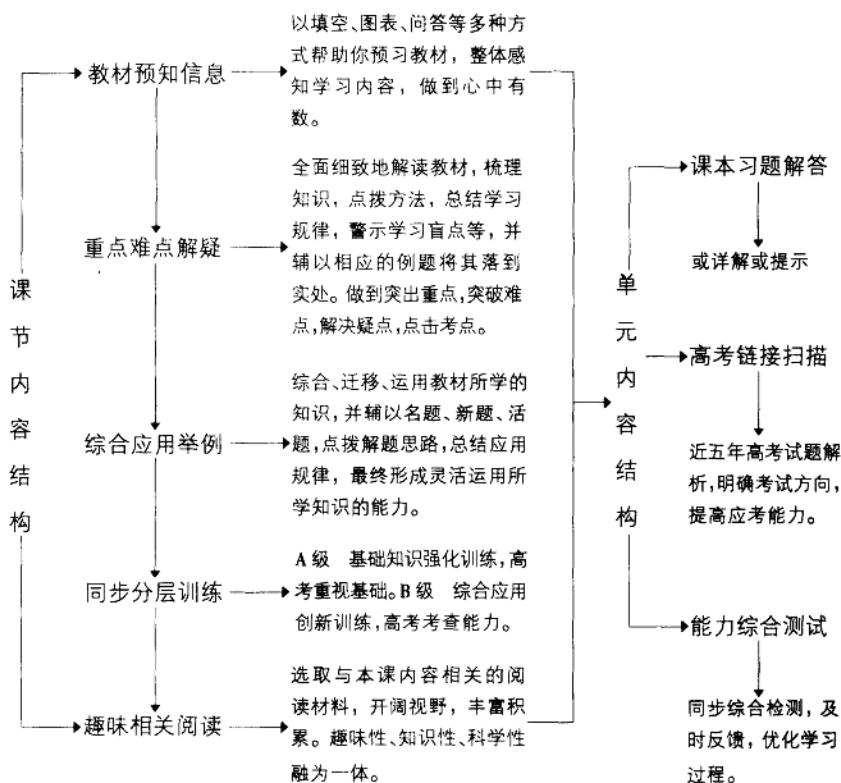 课节内容结构
教材预知信息
以填空、图表、问答等多种方
式帮助你预习教材，整体感
知学习内容，做到心中有
数。
重点难点解疑
全面细致地解读教材，梳理
知识，点拨方法，总结学习
规律，警示学习盲点等，并
辅以相应的例题将其落到
实处。做到突出重点，突破难
点，解决疑点，点击考点。
综合应用举例
综合、迁移、运用教材所学的
知识，并辅以名题、新题、活
题，点拨解题思路，总结应用
规律，最终形成灵活运用所
学知识的能力。
同步分层训练
A级 基础知识强化训练，高
考重视基础。B级 综合应用
创新训练，高考考查能力。
趣味相关阅读
选取与本课内容相关的阅
读材料，开阔视野，丰富积
累。趣味性、知识性、科学性
融为一体。
单元内容结构
课本习题解答
或详解或提示
高考链接扫描
近五年高考试题解
析，明确考试方向，
提高应考能力。
能力综合测试
同步综合检测，及
时反馈，优化学习
过程。